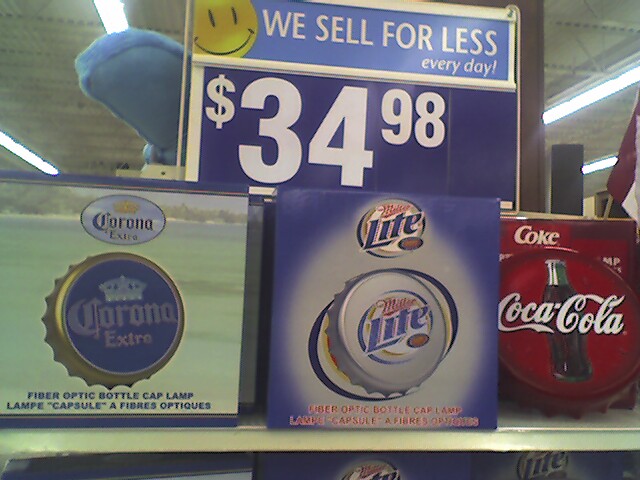 WE SELL FOR LESS
every day!
$34 98
Corona
Extra
Corona
Extra
FIBER OPTIC BOTTLE CAP LAMP
LAMPE "CAPSULE" A FIBRES OPTIQUES
Miller
Lite
Miller
Lite
FIBER OPTIC BOTTLE CAP LAMP
LAMPE "CAPSULE" A FIBRES OPTIQUES
Coke
Coca-Cola
Miller
Lite
Lite